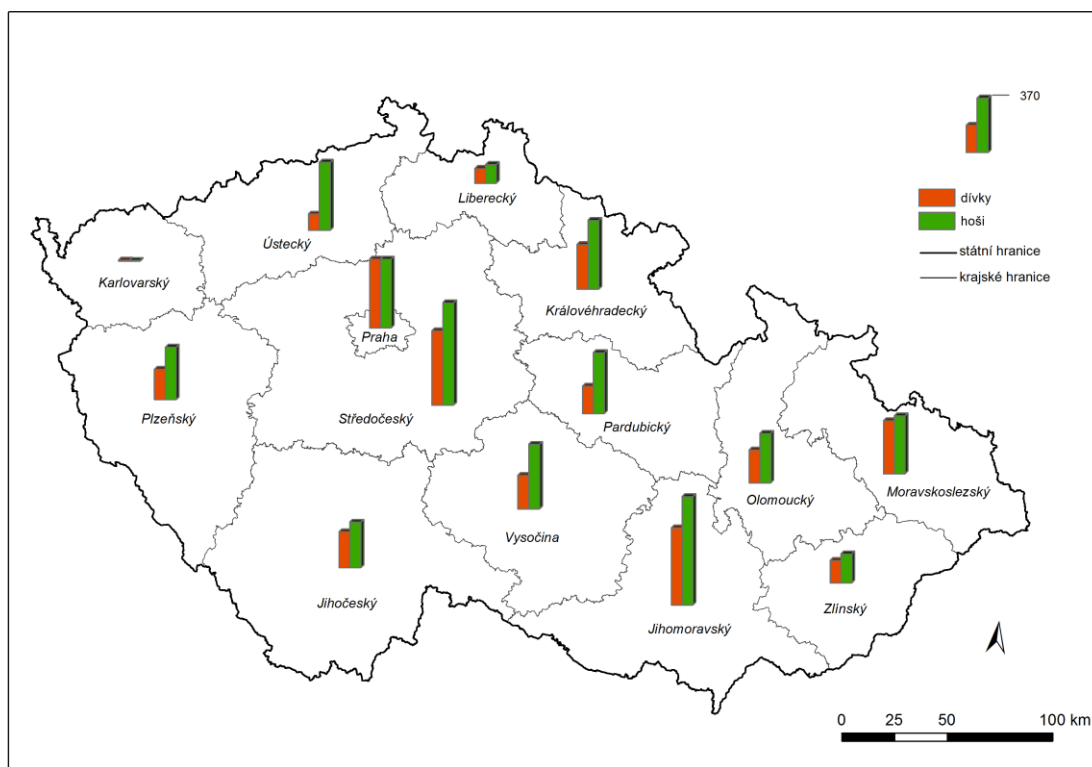 370
dívky
hoši
státní hranice
krajské hranice
Liberecký
Ústecký
Karlovarský
Královéhradecký
Praha
Plzeňský
Středočeský
Pardubický
Olomoucký
Moravskoslezský
Vysočina
Jihočeský
Zlínský
Jihomoravský
0 25 50 100 km